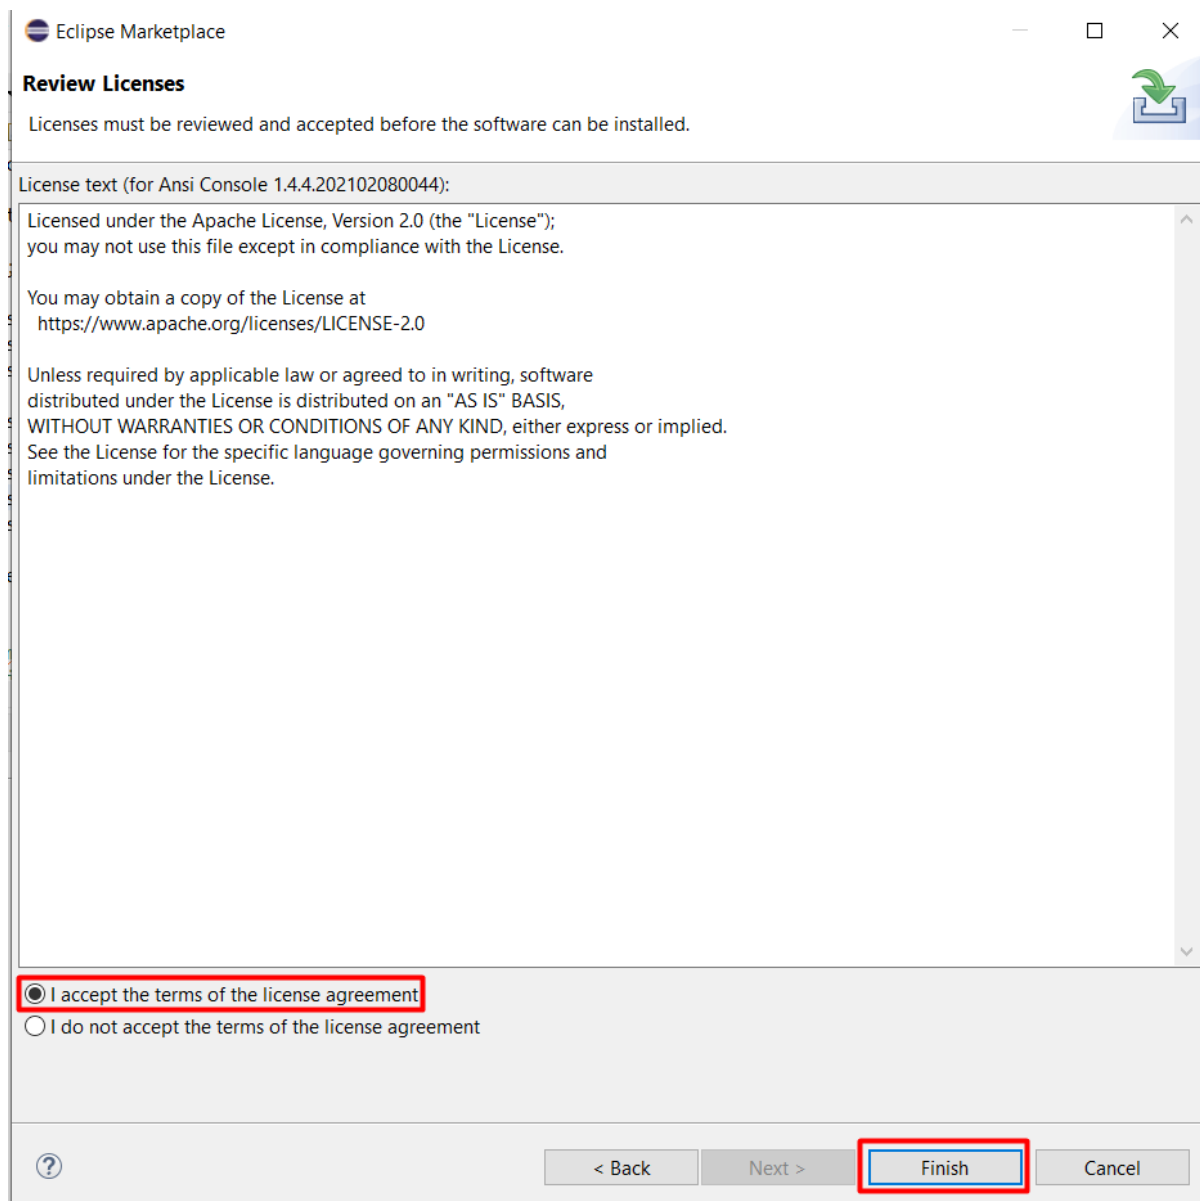 Eclipse Marketplace
Review Licenses
Licenses must be reviewed and accepted before the software can be installed.
License text (for Ansi Console 1.4.4.202102080044):
Licensed under the Apache License, Version 2.0 (the "License");
you may not use this file except in compliance with the License.
You may obtain a copy of the License at
https://www.apache.org/licenses/LICENSE-2.0
Unless required by applicable law or agreed to in writing, software
distributed under the License is distributed on an "AS IS" BASIS,
WITHOUT WARRANTIES OR CONDITIONS OF ANY KIND, either express or implied.
See the License for the specific language governing permissions and
limitations under the License.
I accept the terms of the license agreement
I do not accept the terms of the license agreement
< Back Next > Finish Cancel